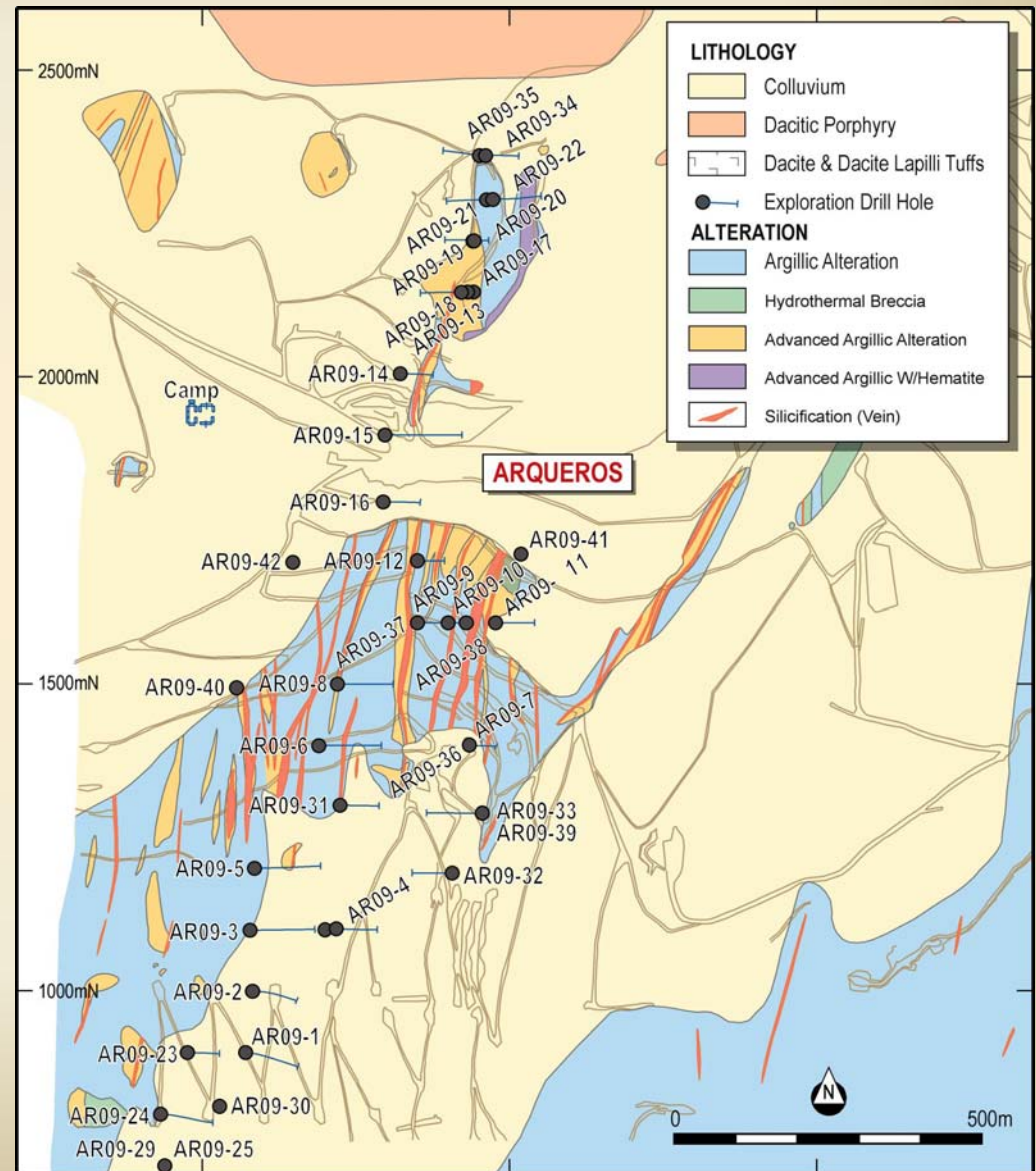 LITHOLOGY
Colluvium
Dacitic Porphyry
Dacite & Dacite Lapilli Tuffs
Exploration Drill Hole
ALTERATION
Argillic Alteration
Hydrothermal Breccia
Advanced Argillic Alteration
Advanced Argillic W/Hematite
Silicification (Vein)
2500mN
AR09-35
AR09-34
AR09-22
AR09-21
AR09-20
AR09-19
AR09-17
AR09-18
AR09-13
2000mN
AR09-14
Camp
AR09-15
ARQUEROS
AR09-16
AR09-42
AR09-12
AR09-41
AR09-9
AR09-10
AR09-11
AR09-37
AR09-38
1500mN
AR09-40
AR09-8
AR09-7
AR09-6
AR09-36
AR09-31
AR09-33
AR09-39
AR09-5
AR09-32
AR09-4
AR09-3
1000mN
AR09-2
AR09-1
AR09-23
AR09-24
AR09-30
AR09-29
AR09-25
N
0
500m